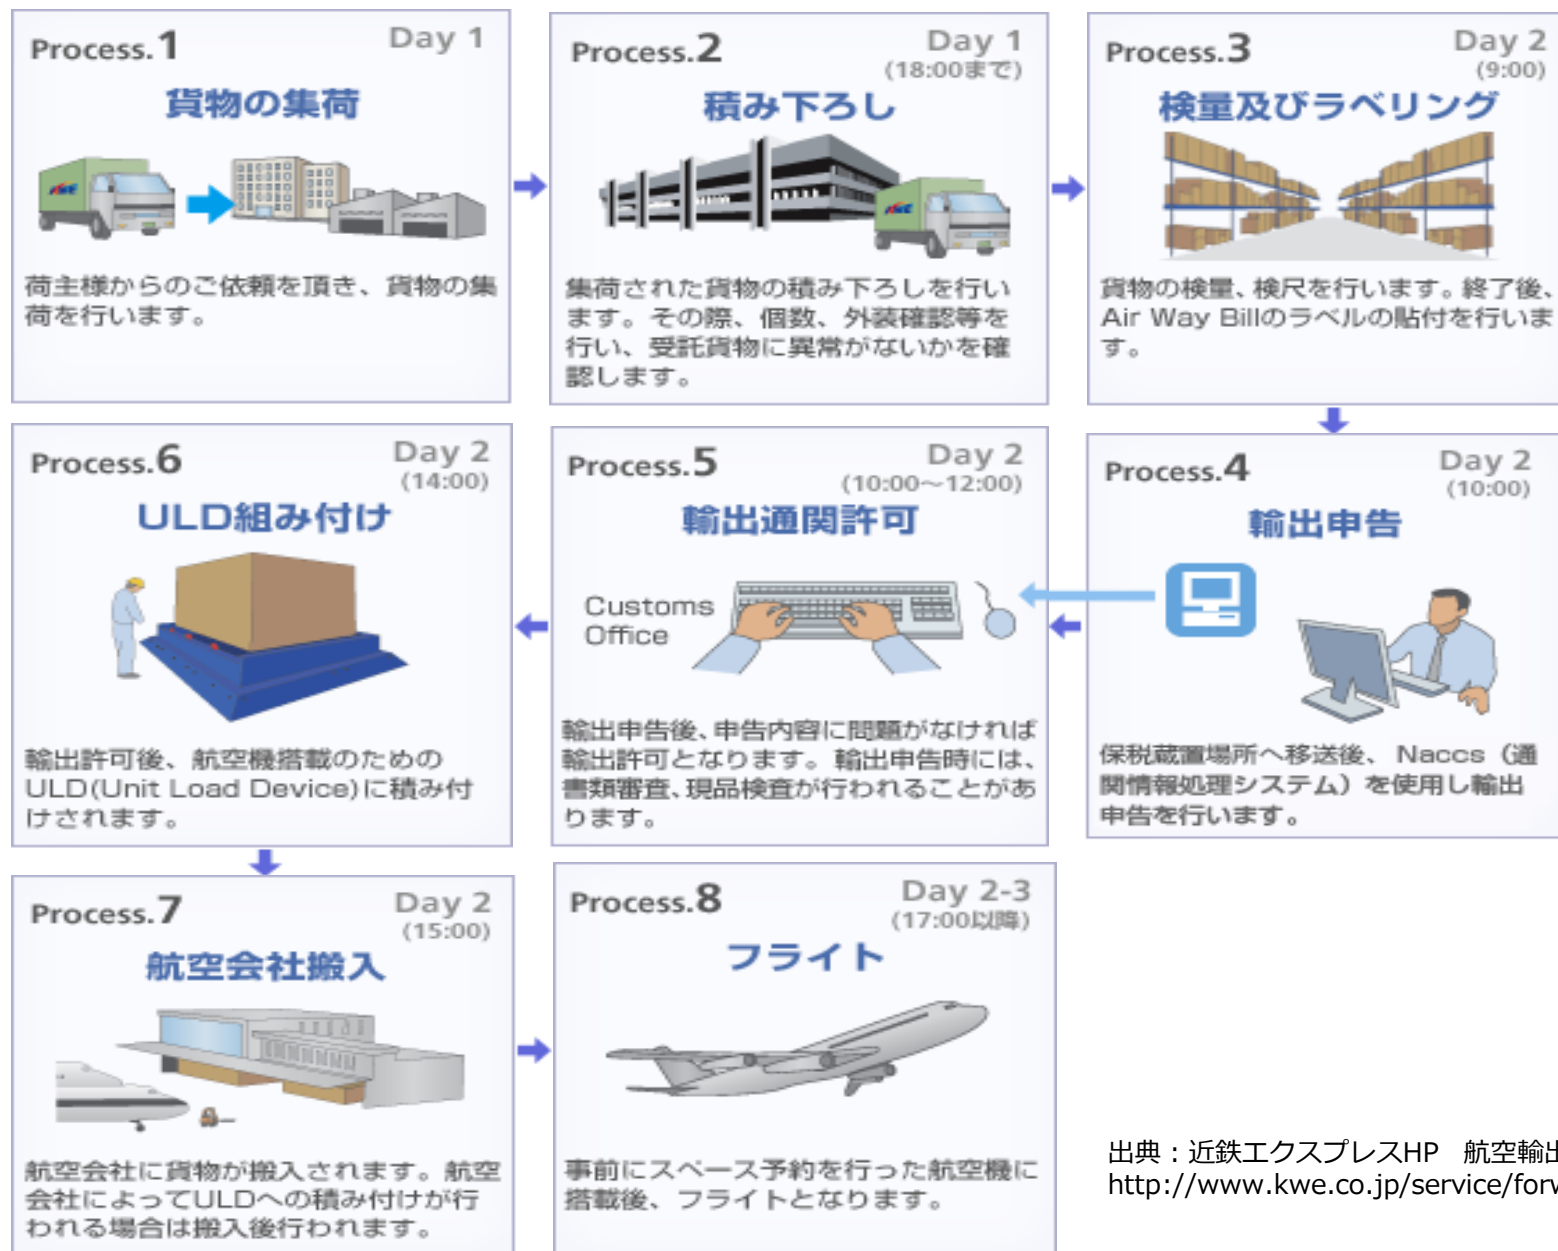 Process.1 Day 1
貨物の集荷
KWE
荷主様からのご依頼を頂き、貨物の集
荷を行います。
Process.2 Day 1
(18:00まで)
積み下ろし
KWE
集荷された貨物の積み下ろしを行い
ます。その際、個数、外装確認等を
行い、受託貨物に異常がないかを確
認します。
Process.3 Day 2
(9:00)
検量及びラベリング
貨物の検量、検尺を行います。終了後、
Air Way Billのラベルの貼付を行いま
す。
Process.4 Day 2
(10:00)
輸出申告
保税蔵置場所へ移送後、Naccs（通
関情報処理システム）を使用し輸出
申告を行います。
Process.5 Day 2
(10:00～12:00)
輸出通関許可
Customs
Office
輸出申告後、申告内容に問題がなければ
輸出許可となります。輸出申告時には、
書類審査、現品検査が行われることがあ
ります。
Process.6 Day 2
(14:00)
ULD組み付け
輸出許可後、航空機搭載のための
ULD(Unit Load Device)に積み付
けされます。
Process.7 Day 2
(15:00)
航空会社搬入
航空会社に貨物が搬入されます。航空
会社によってULDへの積み付けが行
われる場合は搬入後行われます。
Process.8 Day 2-3
(17:00以降)
フライト
事前にスペース予約を行った航空機に
搭載後、フライトとなります。
出典：近鉄エクスプレスHP 航空輸出
http://www.kwe.co.jp/service/forw